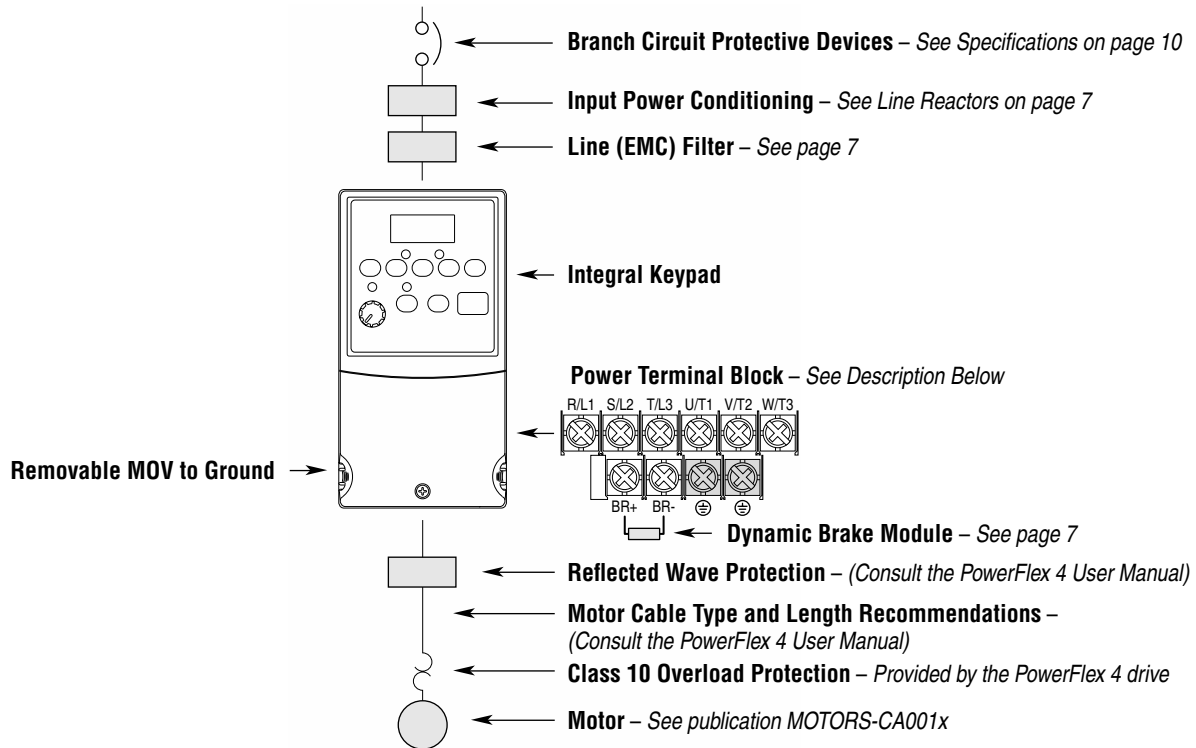 Branch Circuit Protective Devices – See Specifications on page 10
Input Power Conditioning – See Line Reactors on page 7
Line (EMC) Filter – See page 7
Integral Keypad
Power Terminal Block – See Description Below
R/L1 S/L2 T/L3 U/T1 V/T2 W/T3
Removable MOV to Ground
BR+ BR-
Dynamic Brake Module – See page 7
Reflected Wave Protection – (Consult the PowerFlex 4 User Manual)
Motor Cable Type and Length Recommendations –
(Consult the PowerFlex 4 User Manual)
Class 10 Overload Protection – Provided by the PowerFlex 4 drive
Motor – See publication MOTORS-CA001x